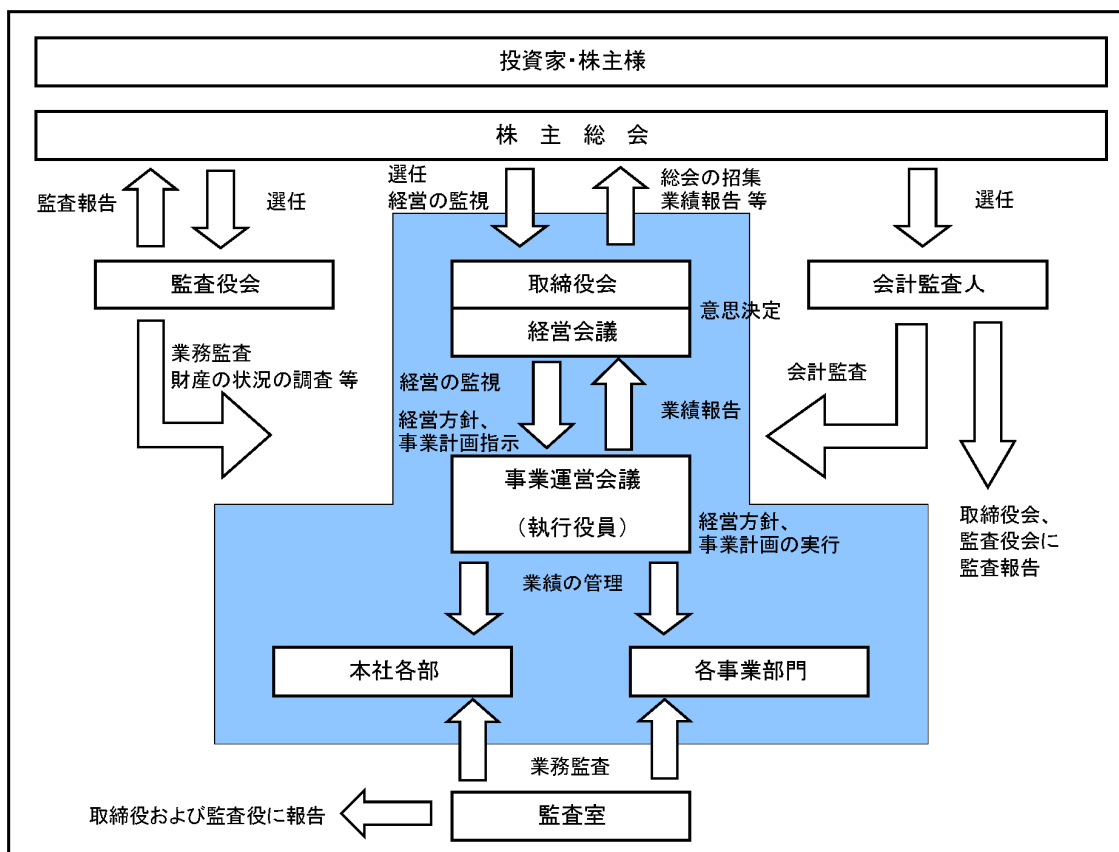 投資家・株主様
株 主 総 会
監査報告
選任
選任
経営の監視
総会の招集
業績報告 等
選任
監査役会
取締役会
経営会議
意思決定
会計監査人
業務監査
財産の状況の調査 等
経営の監視
経営方針、
事業計画指示
業績報告
会計監査
事業運営会議
（執行役員）
経営方針、
事業計画の実行
取締役会、
監査役会に
監査報告
業績の管理
本社各部
各事業部門
業務監査
取締役および監査役に報告
監査室